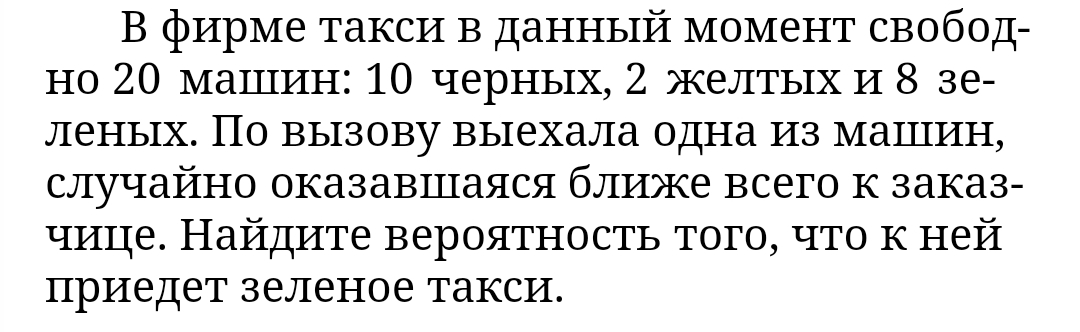 В фирме такси в данный момент свобод-
но 20 машин: 10 черных, 2 желтых и 8 зе-
леных. По вызову выехала одна из машин,
случайно оказавшаяся ближе всего к заказ-
чице. Найдите вероятность того, что к ней
приедет зеленое такси.